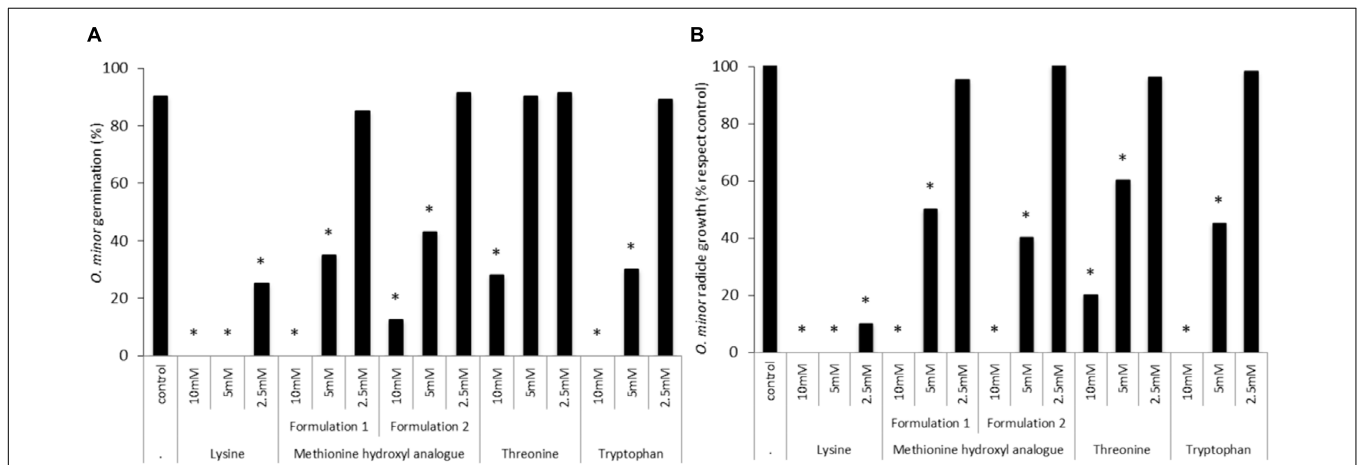 A
O. minor germination (%)
100
80
60
40
20
0
* * * * * * * * * *
control 10mM 5mM 2.5mM 10mM 5mM 2.5mM 10mM 5mM 2.5mM 10mM 5mM 2.5mM 10mM 5mM 2.5mM
Formulation 1 Formulation 2
. Lysine Methionine hydroxyl analogue Threonine Tryptophan
B
O. minor radicle growth (% respect control)
100
80
60
40
20
0
* * * * * * * * * * *
control 10mM 5mM 2.5mM 10mM 5mM 2.5mM 10mM 5mM 2.5mM 10mM 5mM 2.5mM 10mM 5mM 2.5mM
Formulation 1 Formulation 2
. Lysine Methionine hydroxyl analogue Threonine Tryptophan